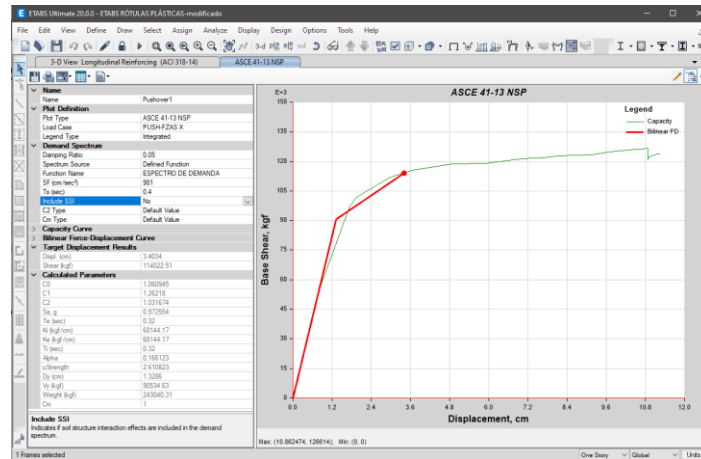 ETABS Ultimate 20.0.0 - ETABS RÓTULAS PLÁSTICAS-modificado
File Edit View Define Draw Select Assign Analyze Display Design Options Tools Help
3-d
3-D View Longitudinal Reinforcing (ACI 318-14) ASCE 41-13 NSP
Name
Name Pushover1
Plot Definition
Plot Type ASCE 41-13 NSP
Load Case PUSH-FZAS X
Legend Type Integrated
Demand Spectrum
Damping Ratio 0.05
Spectrum Source Defined Function
Function Name ESPECTRO DE DEMANDA
SF (cm/sec²) 981
Ts (sec) 0.4
Include SSI No
C2 Type Default Value
Cm Type Default Value
Capacity Curve
Bilinear Force-Displacement Curve
Target Displacement Results
Displ. (cm) 3.4034
Shear (kgf) 114022.51
Calculated Parameters
C0 1.060945
C1 1.26218
C2 1.031674
Sa, g 0.972554
Te (sec) 0.32
Ki (kgf/cm) 68144.17
Ke (kgf/cm) 68144.17
Ti (sec) 0.32
Alpha 0.166123
uStrength 2.610823
Dy (cm) 1.3286
Vy (kgf) 90534.63
Weight (kgf) 243040.31
Cm 1
Include SSI
Indicates if soil structure interaction effects are included in the demand
spectrum.
ASCE 41-13 NSP
E+3
Legend
Capacity
Bilinear FD
150
135
120
105
90
75
60
45
30
15
0
Base Shear, kgf
0.0 1.2 2.4 3.6 4.8 6.0 7.2 8.4 9.6 10.8 12.0
Displacement, cm
Max: (10.862474, 126614); Min: (0, 0)
1 Frames selected
One Story Global Units